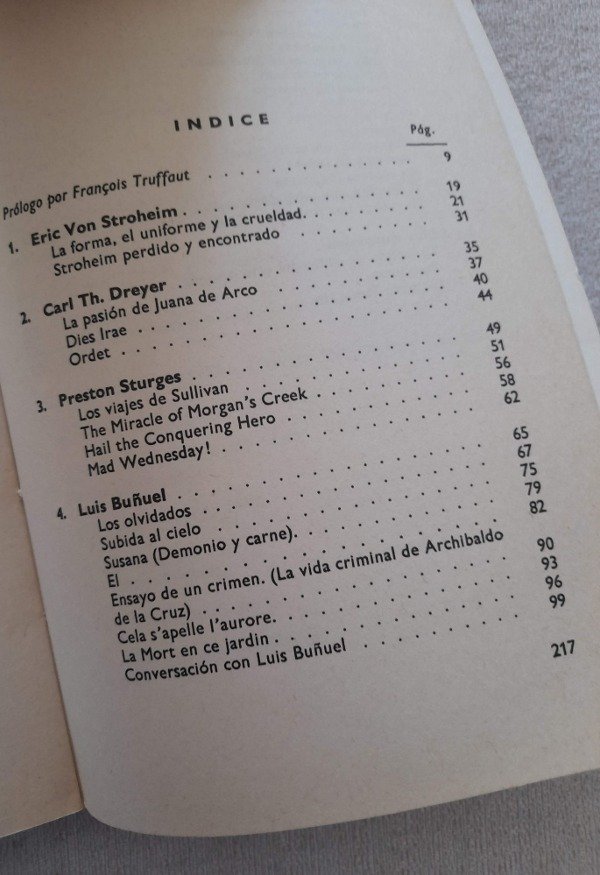 INDICE
Pág.
Prólogo por François Truffaut . . . . . . . . . 9
1. Eric Von Stroheim . . . . . . . . . . 19
La forma, el uniforme y la crueldad. . . . . . . 21
Stroheim perdido y encontrado . . . . . . . 31
2. Carl Th. Dreyer . . . . . . . . . . 35
La pasión de Juana de Arco . . . . . . . . 37
Dies Irae . . . . . . . . . . . . 40
Ordet . . . . . . . . . . . . 44
3. Preston Sturges . . . . . . . . . . 49
Los viajes de Sullivan . . . . . . . . . 51
The Miracle of Morgan's Creek . . . . . . . 56
Hail the Conquering Hero . . . . . . . . 58
Mad Wednesday! . . . . . . . . . . 62
4. Luis Buñuel . . . . . . . . . . . 65
Los olvidados . . . . . . . . . . 67
Subida al cielo . . . . . . . . . . 75
Susana (Demonio y carne). . . . . . . . 79
El . . . . . . . . . . . . . 82
Ensayo de un crimen. (La vida criminal de Archibaldo
de la Cruz) . . . . . . . . . . . 90
Cela s'apelle l'aurore. . . . . . . . . . 93
La Mort en ce jardin . . . . . . . . . 96
Conversación con Luis Buñuel . . . . . . . 99
217